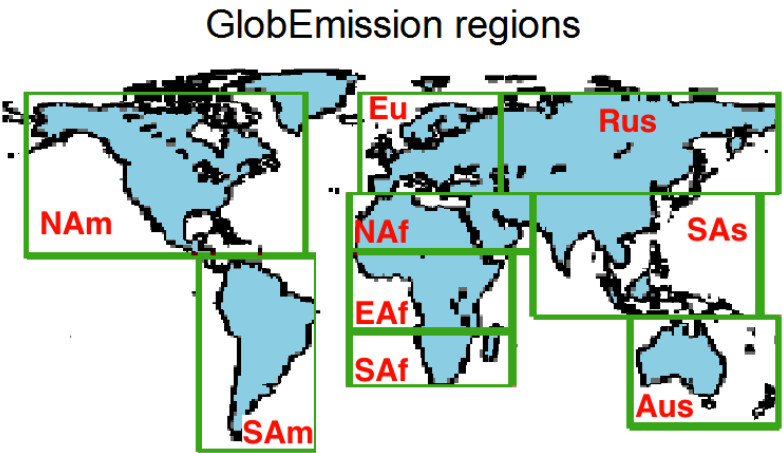 GlobEmission regions
Eu
Rus
NAm
NAf
SAs
EAf
SAf
Aus
SAm